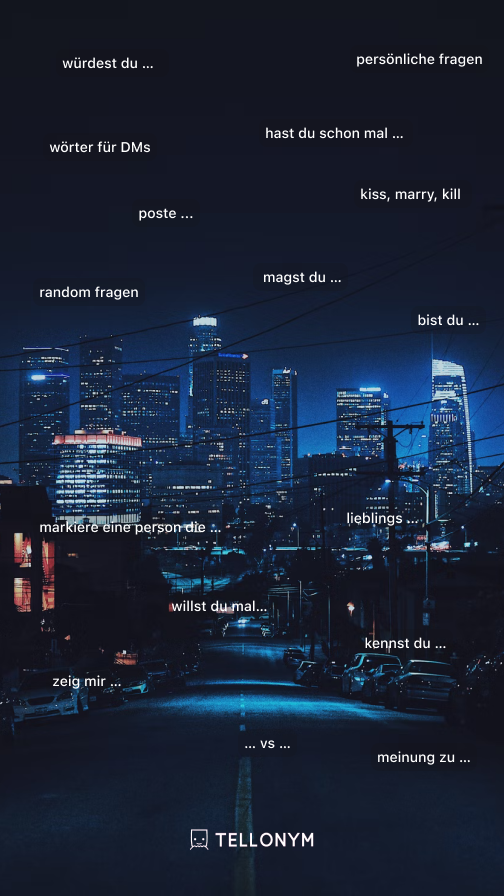 würdest du ...
persönliche fragen
wörter für DMs
hast du schon mal ...
kiss, marry, kill
poste ...
magst du ...
random fragen
bist du ...
markiere eine person die ...
lieblings ...
willst du mal...
kennst du ...
zeig mir ...
... vs ...
meinung zu ...
TELLONYM